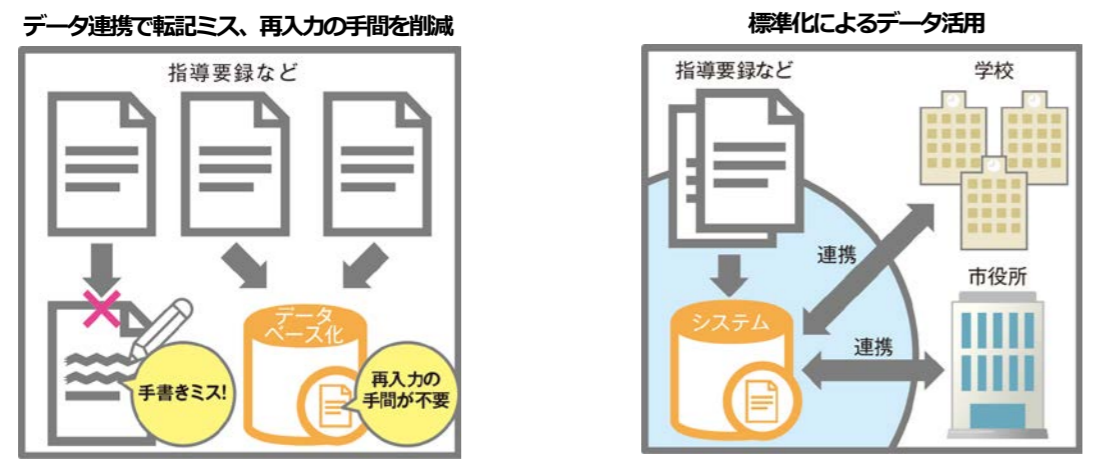 データ連携で転記ミス、再入力の手間を削減
指導要録など
データ
ベース化
手書きミス!
再入力の
手間が不要
標準化によるデータ活用
指導要録など
学校
連携
市役所
システム
連携